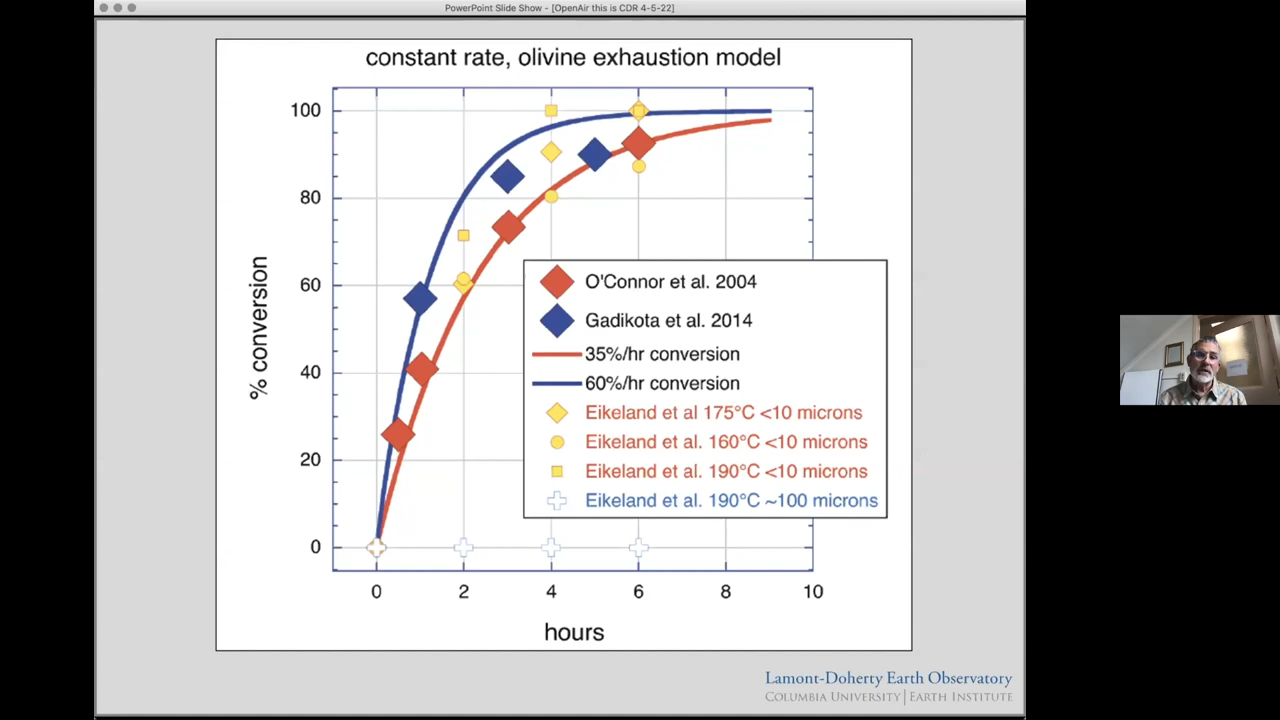 PowerPoint Slide Show - [OpenAir this is CDR 4-5-22]
constant rate, olivine exhaustion model
100
80
60
40
20
0
% conversion
O'Connor et al. 2004
Gadikota et al. 2014
35%/hr conversion
60%/hr conversion
Eikeland et al 175°C <10 microns
Eikeland et al. 160°C <10 microns
Eikeland et al. 190°C <10 microns
Eikeland et al. 190°C ~100 microns
0 2 4 6 8 10
hours
Lamont-Doherty Earth Observatory
COLUMBIA UNIVERSITY | EARTH INSTITUTE